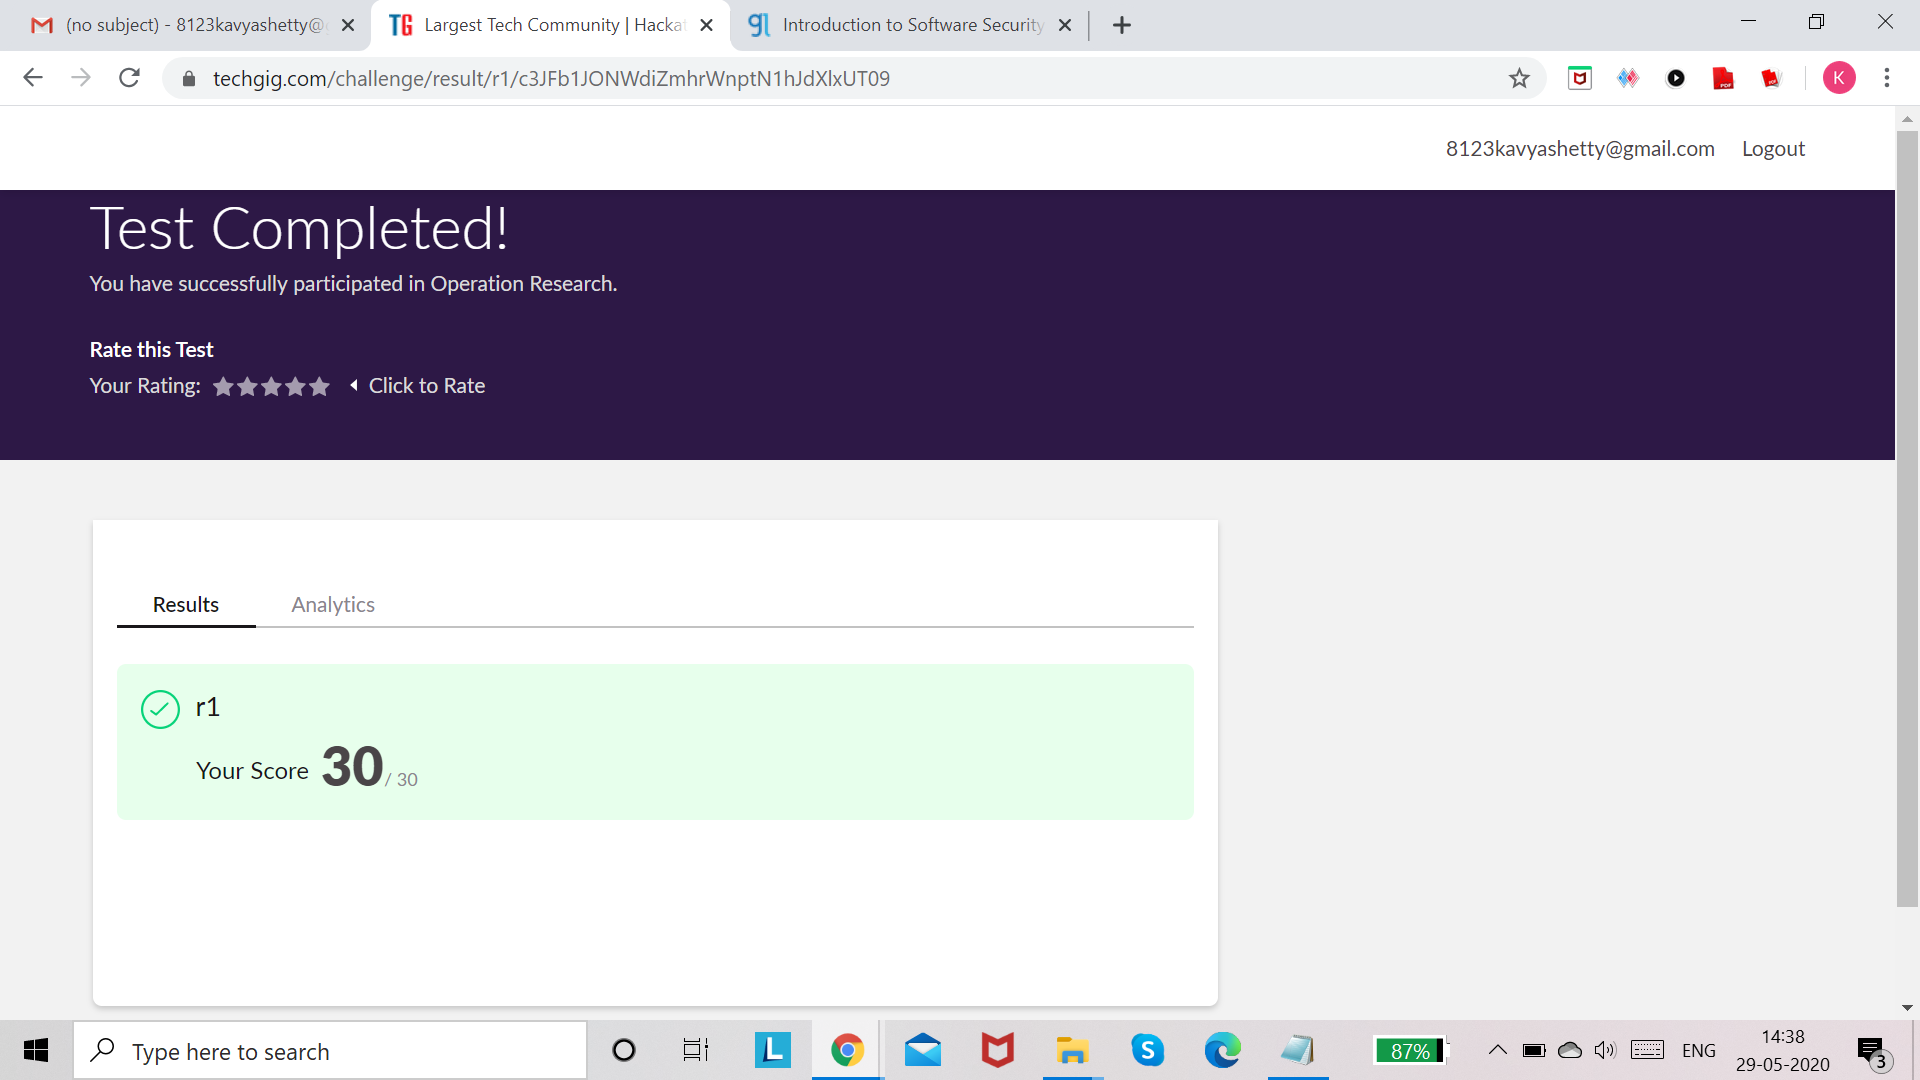 (no subject) - 8123kavyashetty@
Largest Tech Community | Hacka
Introduction to Software Security
techgig.com/challenge/result/r1/c3JFb1JONWdiZmhrWnptN1hJdXlxUT09
K
8123kavyashetty@gmail.com Logout
Test Completed!
You have successfully participated in Operation Research.
Rate this Test
Your Rating: Click to Rate
Results Analytics
r1
Your Score 30 / 30
Type here to search
87%
ENG
14:38
29-05-2020
3